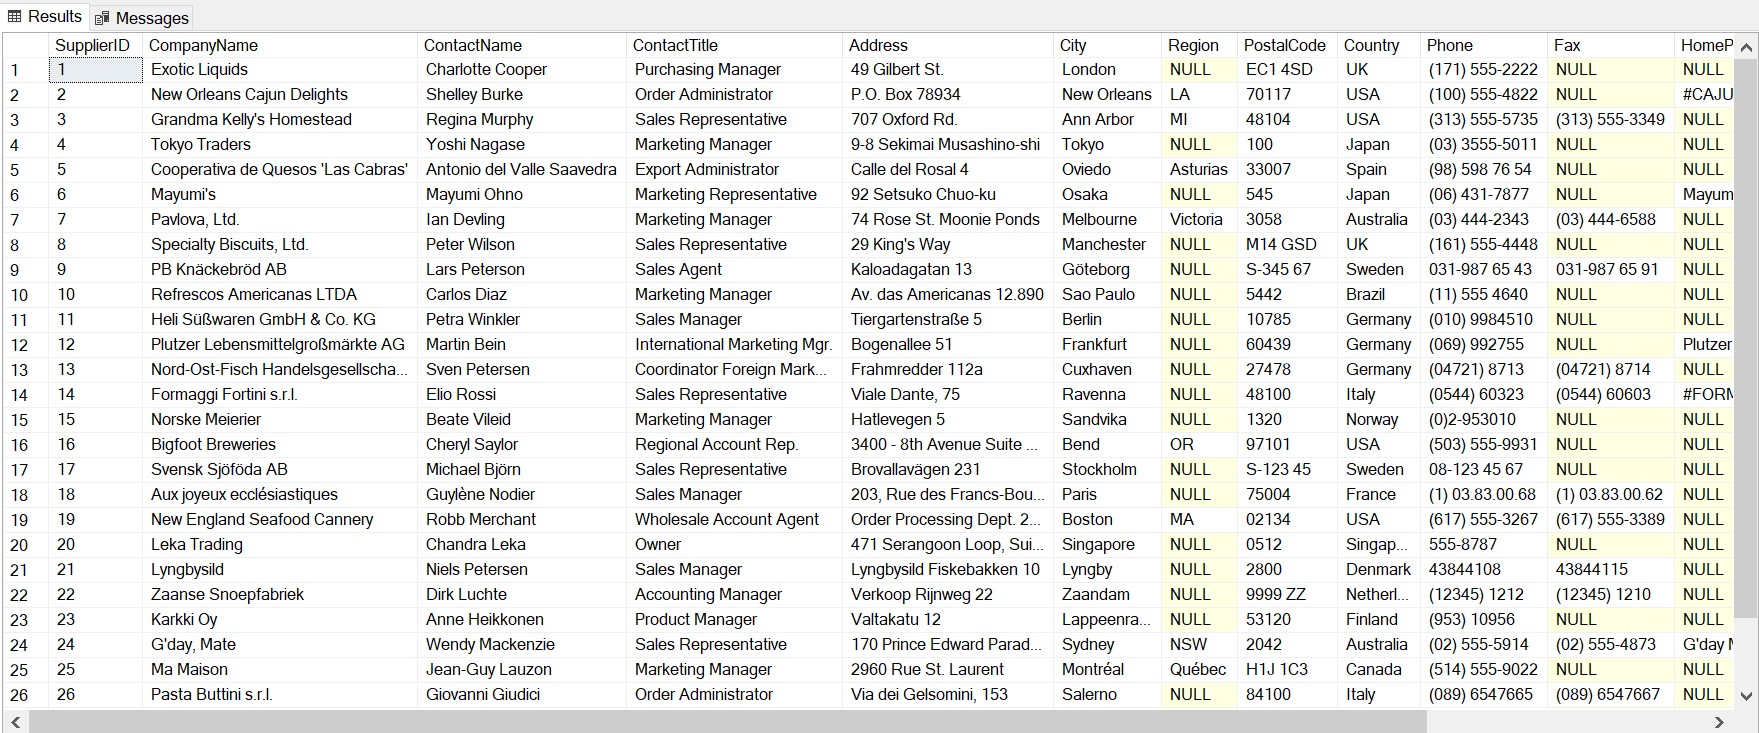 Results Messages
SupplierID CompanyName ContactName ContactTitle Address City Region PostalCode Country Phone Fax HomeP
1 1 Exotic Liquids Charlotte Cooper Purchasing Manager 49 Gilbert St. London NULL EC1 4SD UK (171) 555-2222 NULL NULL
2 2 New Orleans Cajun Delights Shelley Burke Order Administrator P.O. Box 78934 New Orleans LA 70117 USA (100) 555-4822 NULL #CAJU
3 3 Grandma Kelly's Homestead Regina Murphy Sales Representative 707 Oxford Rd. Ann Arbor MI 48104 USA (313) 555-5735 (313) 555-3349 NULL
4 4 Tokyo Traders Yoshi Nagase Marketing Manager 9-8 Sekimai Musashino-shi Tokyo NULL 100 Japan (03) 3555-5011 NULL NULL
5 5 Cooperativa de Quesos 'Las Cabras' Antonio del Valle Saavedra Export Administrator Calle del Rosal 4 Oviedo Asturias 33007 Spain (98) 598 76 54 NULL NULL
6 6 Mayumi's Mayumi Ohno Marketing Representative 92 Setsuko Chuo-ku Osaka NULL 545 Japan (06) 431-7877 NULL Mayum
7 7 Pavlova, Ltd. Ian Devling Marketing Manager 74 Rose St. Moonie Ponds Melbourne Victoria 3058 Australia (03) 444-2343 (03) 444-6588 NULL
8 8 Specialty Biscuits, Ltd. Peter Wilson Sales Representative 29 King's Way Manchester NULL M14 GSD UK (161) 555-4448 NULL NULL
9 9 PB Knäckebröd AB Lars Peterson Sales Agent Kaloadagatan 13 Göteborg NULL S-345 67 Sweden 031-987 65 43 031-987 65 91 NULL
10 10 Refrescos Americanas LTDA Carlos Diaz Marketing Manager Av. das Americanas 12.890 Sao Paulo NULL 5442 Brazil (11) 555 4640 NULL NULL
11 11 Heli Süßwaren GmbH & Co. KG Petra Winkler Sales Manager Tiergartenstraße 5 Berlin NULL 10785 Germany (010) 9984510 NULL NULL
12 12 Plutzer Lebensmittelgroßmärkte AG Martin Bein International Marketing Mgr. Bogenallee 51 Frankfurt NULL 60439 Germany (069) 992755 NULL Plutzer
13 13 Nord-Ost-Fisch Handelsgesellscha... Sven Petersen Coordinator Foreign Mark... Frahmredder 112a Cuxhaven NULL 27478 Germany (04721) 8713 (04721) 8714 NULL
14 14 Formaggi Fortini s.r.l. Elio Rossi Sales Representative Viale Dante, 75 Ravenna NULL 48100 Italy (0544) 60323 (0544) 60603 #FORM
15 15 Norske Meierier Beate Vileid Marketing Manager Hatlevegen 5 Sandvika NULL 1320 Norway (0)2-953010 NULL NULL
16 16 Bigfoot Breweries Cheryl Saylor Regional Account Rep. 3400 - 8th Avenue Suite ... Bend OR 97101 USA (503) 555-9931 NULL NULL
17 17 Svensk Sjöföda AB Michael Björn Sales Representative Brovallavägen 231 Stockholm NULL S-123 45 Sweden 08-123 45 67 NULL NULL
18 18 Aux joyeux ecclésiastiques Guylène Nodier Sales Manager 203, Rue des Francs-Bou... Paris NULL 75004 France (1) 03.83.00.68 (1) 03.83.00.62 NULL
19 19 New England Seafood Cannery Robb Merchant Wholesale Account Agent Order Processing Dept. 2... Boston MA 02134 USA (617) 555-3267 (617) 555-3389 NULL
20 20 Leka Trading Chandra Leka Owner 471 Serangoon Loop, Sui... Singapore NULL 0512 Singap... 555-8787 NULL NULL
21 21 Lyngbysild Niels Petersen Sales Manager Lyngbysild Fiskebakken 10 Lyngby NULL 2800 Denmark 43844108 43844115 NULL
22 22 Zaanse Snoepfabriek Dirk Luchte Accounting Manager Verkoop Rijnweg 22 Zaandam NULL 9999 ZZ Netherl... (12345) 1212 (12345) 1210 NULL
23 23 Karkki Oy Anne Heikkonen Product Manager Valtakatu 12 Lappeenra... NULL 53120 Finland (953) 10956 NULL NULL
24 24 G'day, Mate Wendy Mackenzie Sales Representative 170 Prince Edward Parad... Sydney NSW 2042 Australia (02) 555-5914 (02) 555-4873 G'day M
25 25 Ma Maison Jean-Guy Lauzon Marketing Manager 2960 Rue St. Laurent Montréal Québec H1J 1C3 Canada (514) 555-9022 NULL NULL
26 26 Pasta Buttini s.r.l. Giovanni Giudici Order Administrator Via dei Gelsomini, 153 Salerno NULL 84100 Italy (089) 6547665 (089) 6547667 NULL